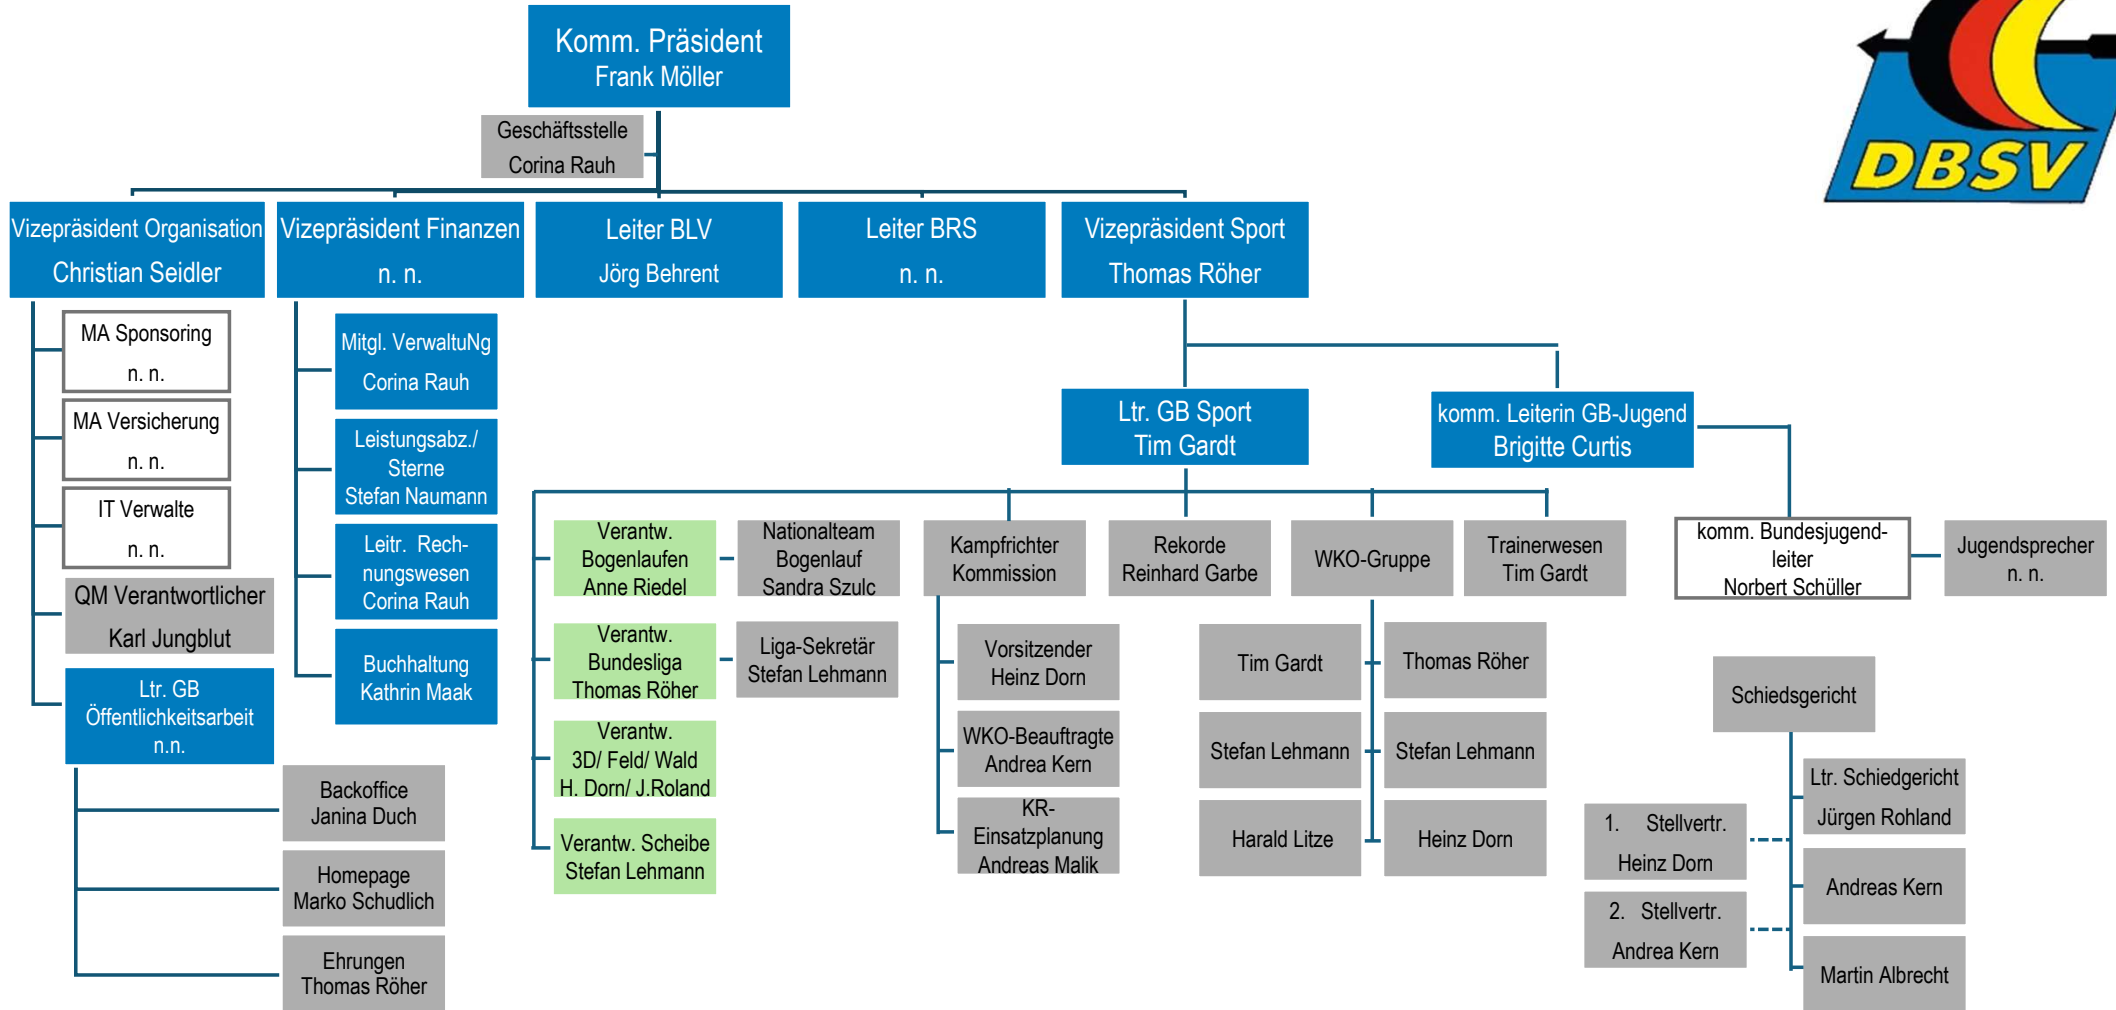 Komm. Präsident
Frank Möller
DBSV
Geschäftsstelle
Corina Rauh
Vizepräsident Organisation
Christian Seidler
Vizepräsident Finanzen
n. n.
Leiter BLV
Jörg Behrent
Leiter BRS
n. n.
Vizepräsident Sport
Thomas Röher
MA Sponsoring
n. n.
MA Versicherung
n. n.
IT Verwalte
n. n.
QM Verantwortlicher
Karl Jungblut
Ltr. GB
Öffentlichkeitsarbeit
n.n.
Backoffice
Janina Duch
Homepage
Marko Schudlich
Ehrungen
Thomas Röher
Mitgl. VerwaltuNg
Corina Rauh
Leistungsabz./
Sterne
Stefan Naumann
Leitr. Rech-
nungswesen
Corina Rauh
Buchhaltung
Kathrin Maak
Ltr. GB Sport
Tim Gardt
komm. Leiterin GB-Jugend
Brigitte Curtis
Verantw.
Bogenlaufen
Anne Riedel
Nationalteam
Bogenlauf
Sandra Szulc
Verantw.
Bundesliga
Thomas Röher
Liga-Sekretär
Stefan Lehmann
Verantw.
3D/ Feld/ Wald
H. Dorn/ J.Roland
Verantw. Scheibe
Stefan Lehmann
Kampfrichter
Kommission
Vorsitzender
Heinz Dorn
WKO-Beauftragte
Andrea Kern
KR-
Einsatzplanung
Andreas Malik
Rekorde
Reinhard Garbe
WKO-Gruppe
Tim Gardt
Thomas Röher
Stefan Lehmann
Stefan Lehmann
Harald Litze
Heinz Dorn
Trainerwesen
Tim Gardt
komm. Bundesjugend-
leiter
Norbert Schüller
Jugendsprecher
n. n.
Schiedsgericht
Ltr. Schiedgericht
Jürgen Rohland
1. Stellvertr.
Heinz Dorn
Andreas Kern
2. Stellvertr.
Andrea Kern
Martin Albrecht